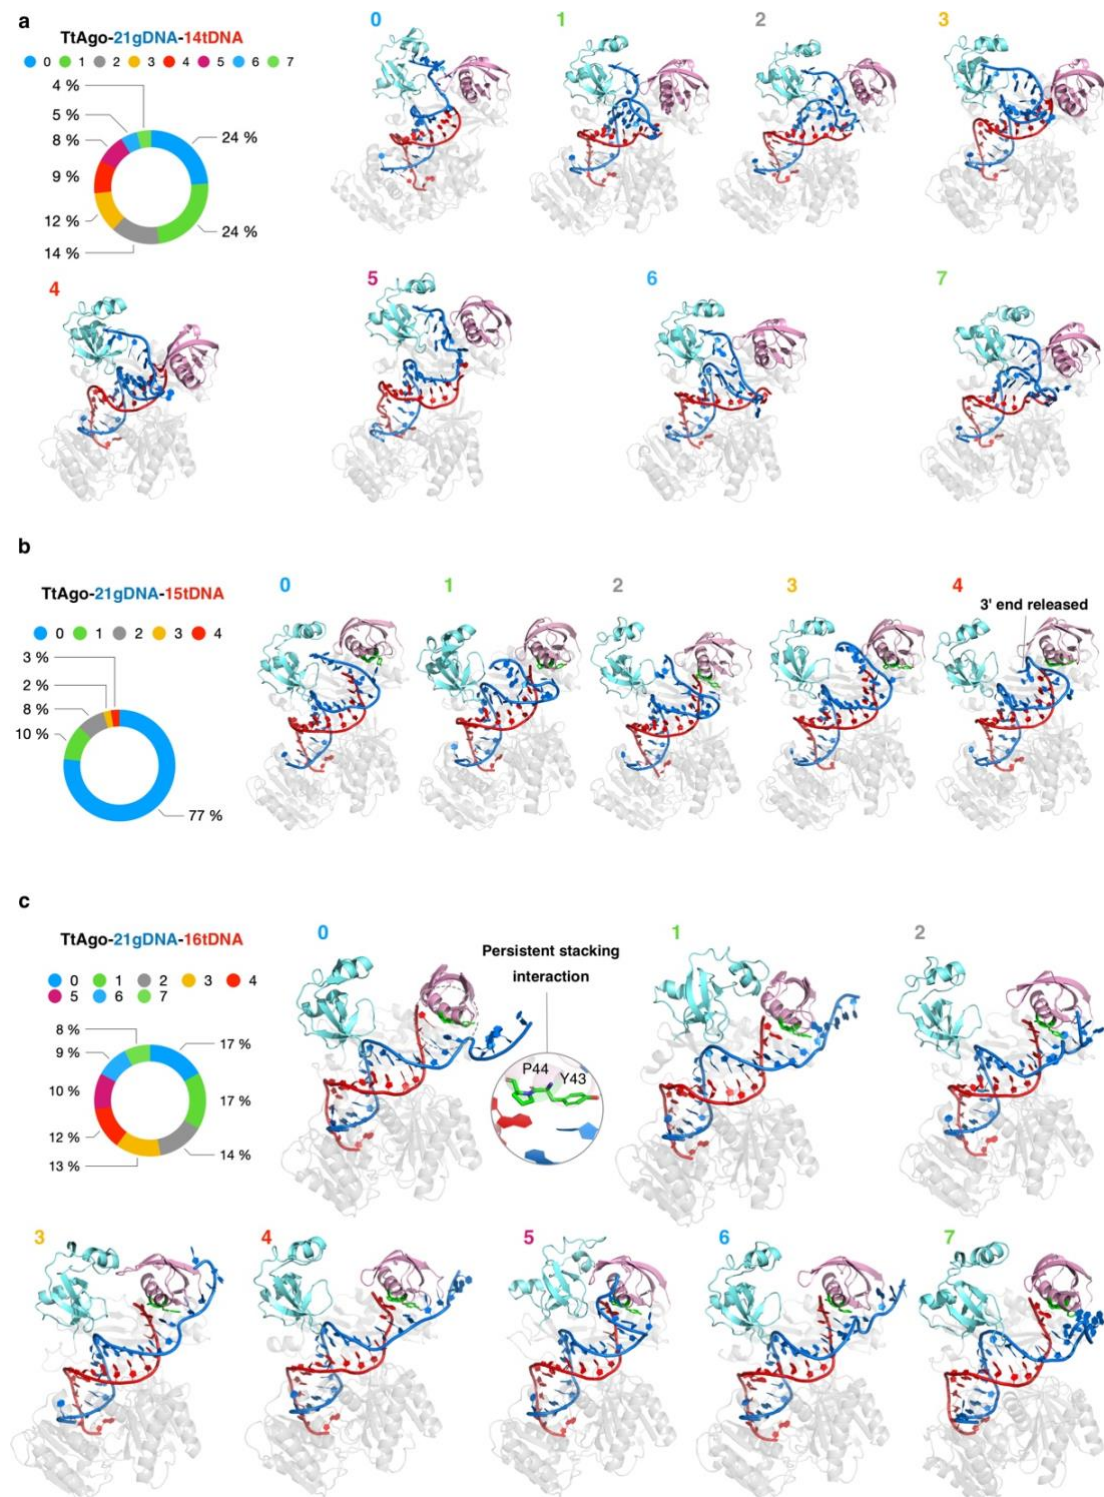 a
TtAgo-21gDNA-14tDNA
0 1 2 3 4 5 6 7
4 %
5 %
8 %
9 %
12 %
14 %
24 %
24 %
0
1
2
3
4
5
6
7
b
TtAgo-21gDNA-15tDNA
0 1 2 3 4
3 %
2 %
8 %
10 %
77 %
0
1
2
3
4
3' end released
c
TtAgo-21gDNA-16tDNA
0 1 2 3 4
5 6 7
8 %
9 %
10 %
12 %
13 %
17 %
17 %
14 %
0
Persistent stacking
interaction
P44
Y43
1
2
3
4
5
6
7